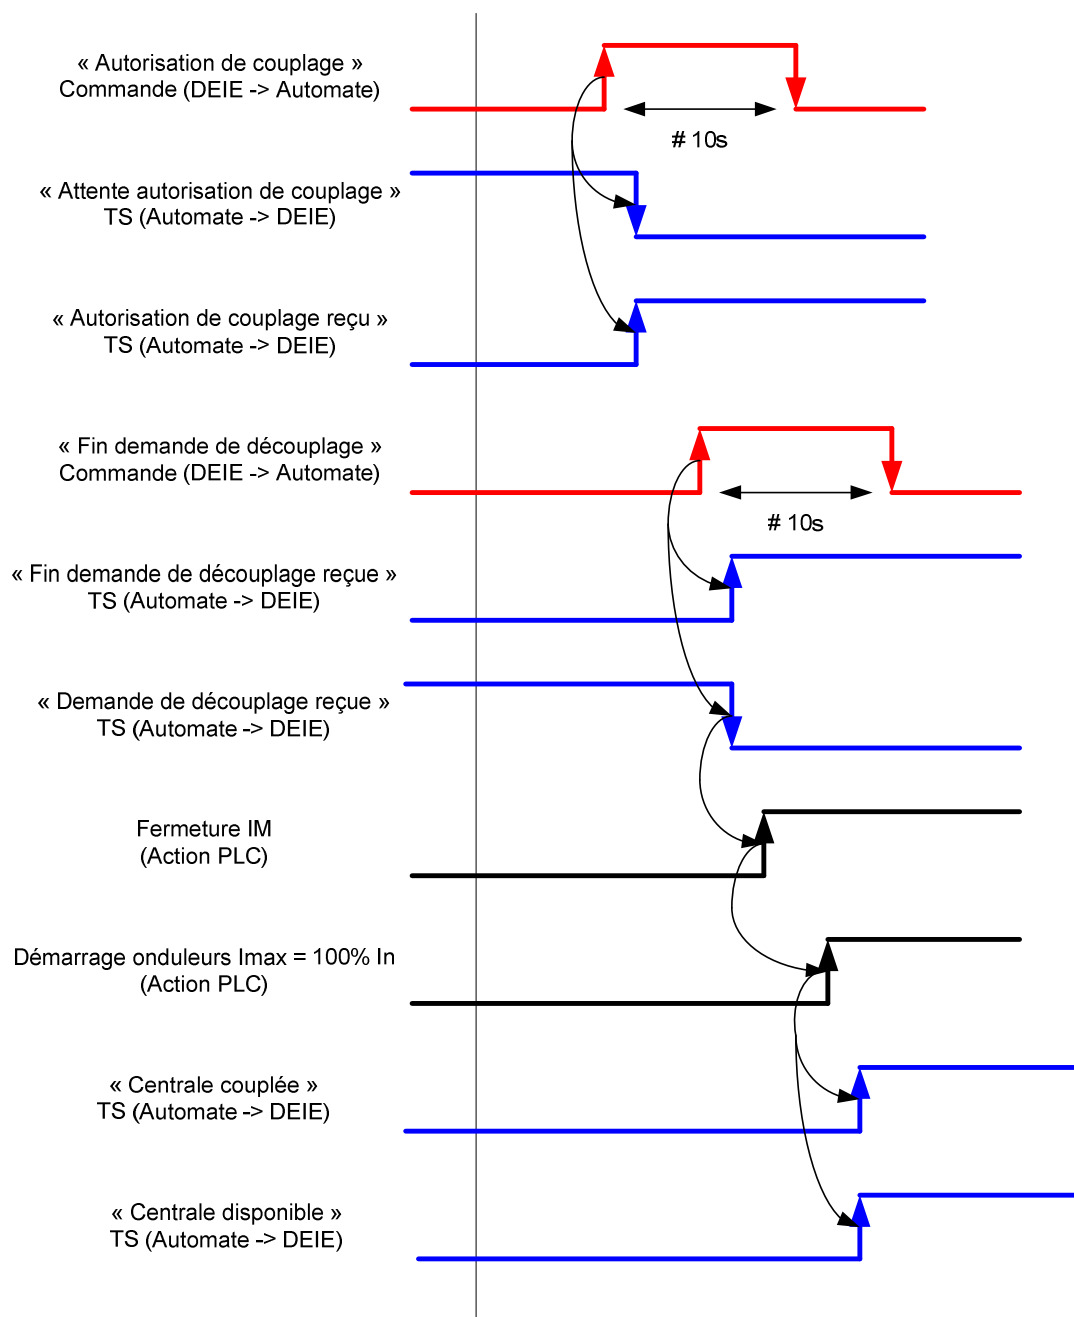 « Autorisation de couplage »
Commande (DEIE -> Automate)
# 10s
« Attente autorisation de couplage »
TS (Automate -> DEIE)
« Autorisation de couplage reçu »
TS (Automate -> DEIE)
« Fin demande de découplage »
Commande (DEIE -> Automate)
# 10s
« Fin demande de découplage reçue »
TS (Automate -> DEIE)
« Demande de découplage reçue »
TS (Automate -> DEIE)
Fermeture IM
(Action PLC)
Démarrage onduleurs Imax = 100% In
(Action PLC)
« Centrale couplée »
TS (Automate -> DEIE)
« Centrale disponible »
TS (Automate -> DEIE)